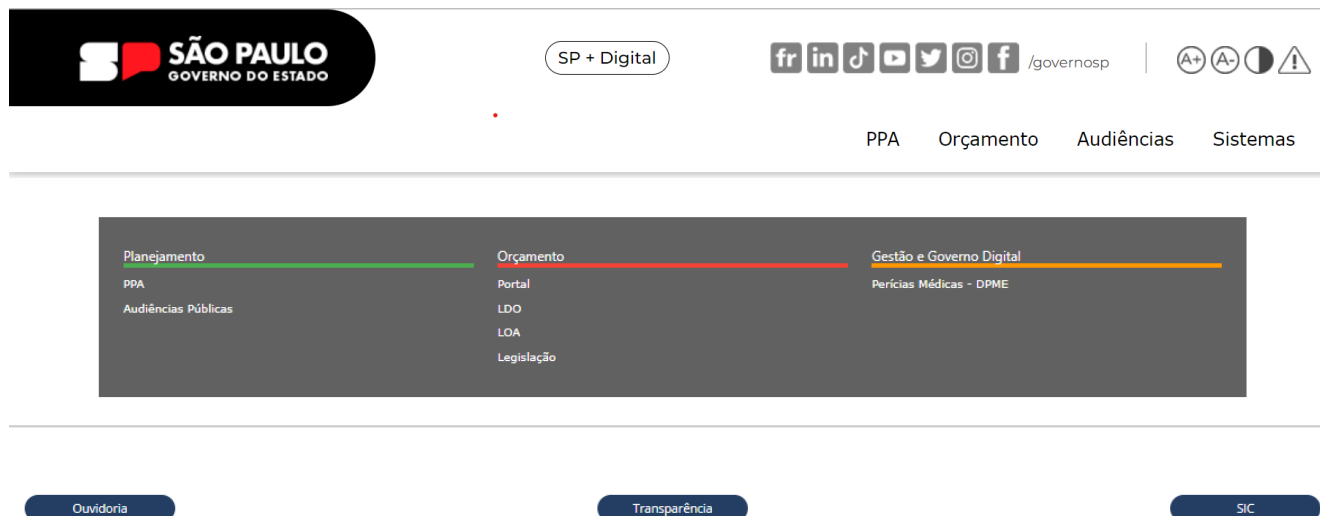 SÃO PAULO
GOVERNO DO ESTADO
SP + Digital
fr in f /governosp
A+ A-
PPA Orçamento Audiências Sistemas
Planejamento Orçamento Gestão e Governo Digital
PPA Portal Perícias Médicas - DPME
Audiências Públicas LDO
LOA
Legislação
Ouvidoria Transparência SIC